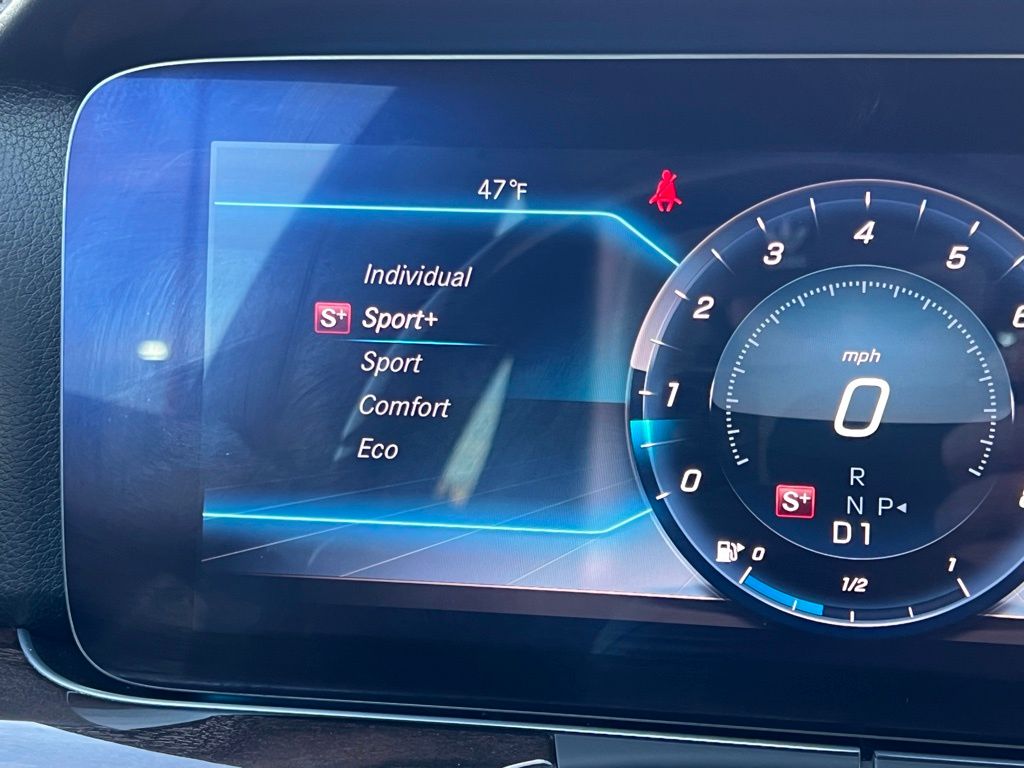 47°F
Individual
S+ Sport+
Sport
Comfort
Eco
0
1
2
3
4
5
6
mph
0
R
S+ N P
D1
0
1/2
1